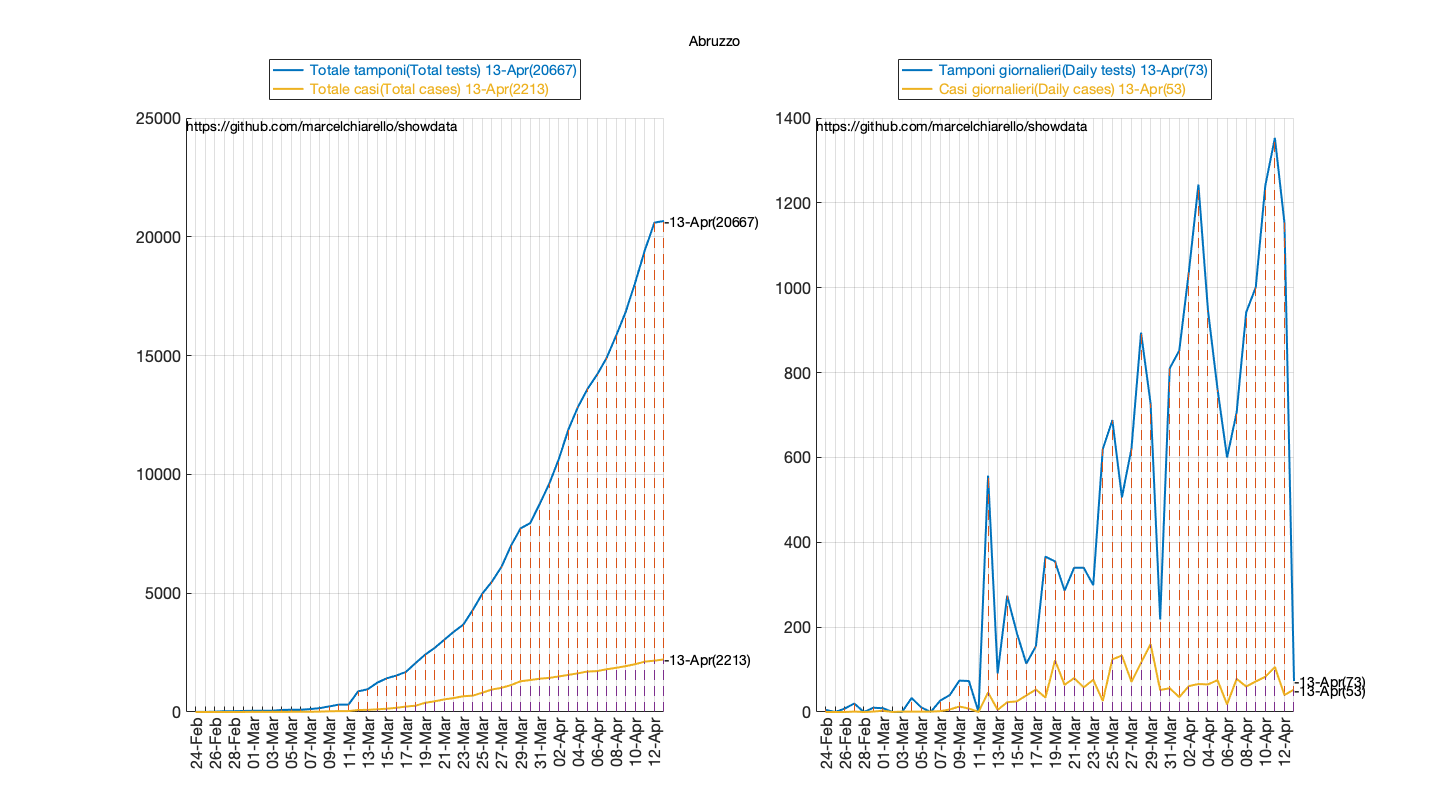 Abruzzo
Totale tamponi(Total tests) 13-Apr(20667)
Totale casi(Total cases) 13-Apr(2213)
https://github.com/marcelchiarello/showdata
25000
20000
15000
10000
5000
0
-13-Apr(20667)
-13-Apr(2213)
24-Feb
26-Feb
28-Feb
01-Mar
03-Mar
05-Mar
07-Mar
09-Mar
11-Mar
13-Mar
15-Mar
17-Mar
19-Mar
21-Mar
23-Mar
25-Mar
27-Mar
29-Mar
31-Mar
02-Apr
04-Apr
06-Apr
08-Apr
10-Apr
12-Apr
Tamponi giornalieri(Daily tests) 13-Apr(73)
Casi giornalieri(Daily cases) 13-Apr(53)
https://github.com/marcelchiarello/showdata
1400
1200
1000
800
600
400
200
0
-13-Apr(73)
-13-Apr(53)
24-Feb
26-Feb
28-Feb
01-Mar
03-Mar
05-Mar
07-Mar
09-Mar
11-Mar
13-Mar
15-Mar
17-Mar
19-Mar
21-Mar
23-Mar
25-Mar
27-Mar
29-Mar
31-Mar
02-Apr
04-Apr
06-Apr
08-Apr
10-Apr
12-Apr